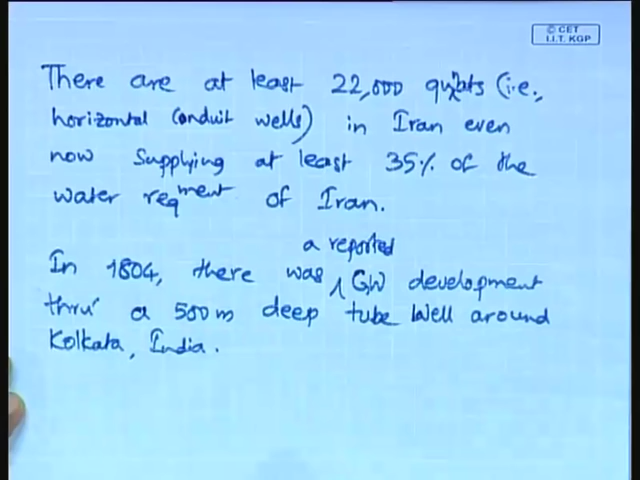 © CET
I.I.T. KGP
There are at least 22,000 (i.e.,
horizontal conduit wells) in Iran even
now supplying at least 35% of the
water reqment of Iran.
a reported
In 1804, there was GW development
thru' a 500m deep tube well around
Kolkata, India.